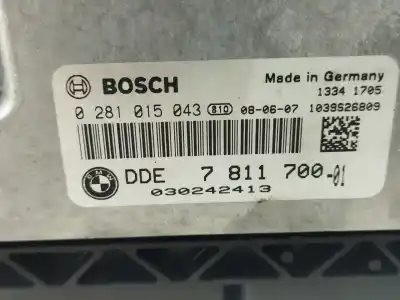 BOSCH
Made in Germany
1334 1705
0 281 015 043 810 08-06-07 1039S26809
BMW
DDE 7 811 700-01
030242413